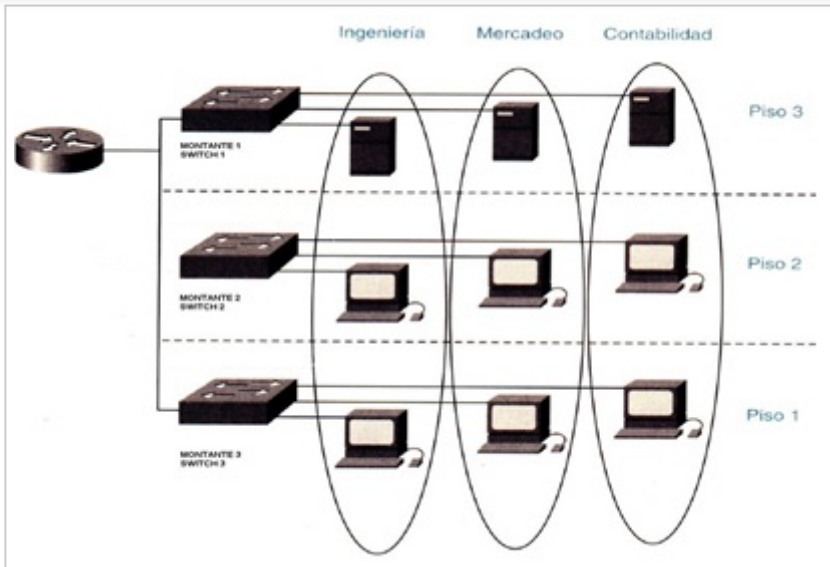 Ingeniería
Mercadeo
Contabilidad
Piso 3
MONTANTE 1
SWITCH 1
Piso 2
MONTANTE 2
SWITCH 2
Piso 1
MONTANTE 3
SWITCH 3